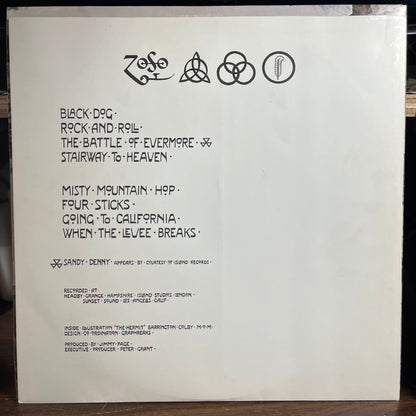 ZOSO
BLACK·DOG·
ROCK·AND·ROLL·
THE·BATTLE·OF·EVERMORE·
STAIRWAY·TO·HEAVEN·
MISTY·MOUNTAIN·HOP
FOUR·STICKS·
GOING·TO·CALIFORNIA·
WHEN·THE·LEVEE·BREAKS·
SANDY·DENNY·APPEARS·BY·COURTESY·OF·ISLAND·RECORDS·
RECORDED·AT·
HEADLEY·GRANGE·HAMPSHIRE·ISLAND·STUDIOS·LONDON·
SUNSET·SOUND·LOS·ANGELES·CALIF·
INSIDE·ILLUSTRATION·"THE·HERMIT"·BARRINGTON·COLBY·M·O·M·
DESIGN·CO-ORDINATION·GRAPHREAKS·
PRODUCED·BY·JIMMY·PAGE·
EXECUTIVE·PRODUCER·PETER·GRANT·